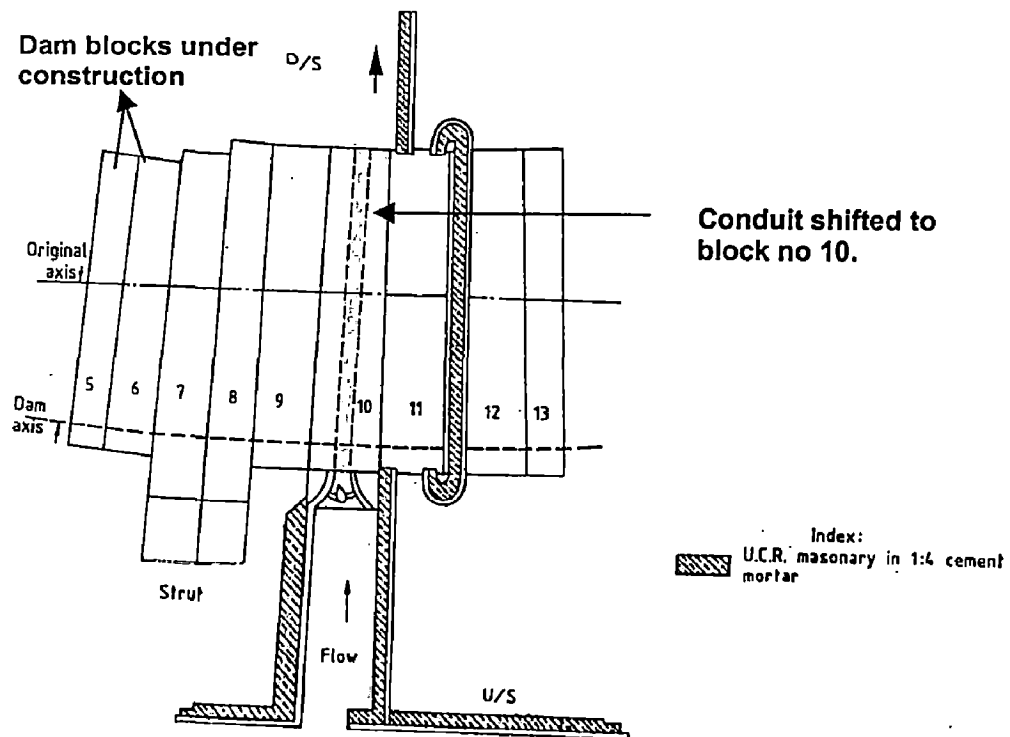 Dam blocks under
construction
D/S
Conduit shifted to
block no 10.
Original
axis
5 6 7 8 9 10 11 12 13
Dam
axis
Index:
U.C.R. masonary in 1:4 cement
mortar
Strut
Flow
U/S